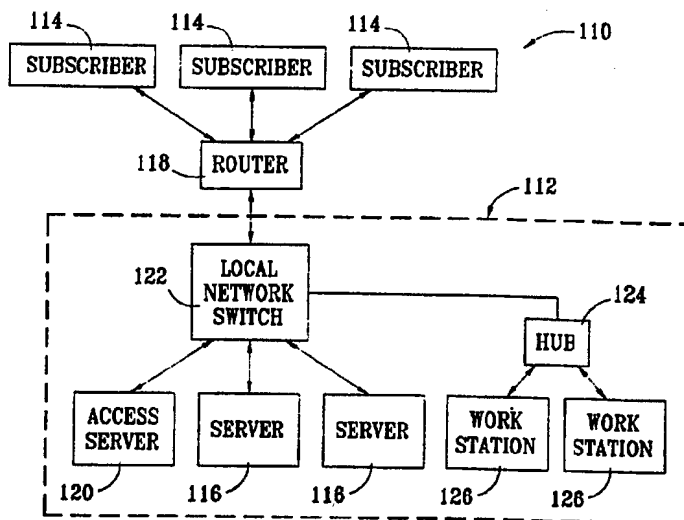 114 114 114 110
SUBSCRIBER SUBSCRIBER SUBSCRIBER
118 ROUTER
112
122 LOCAL
NETWORK
SWITCH
124
HUB
ACCESS
SERVER
SERVER
SERVER
WORK
STATION
WORK
STATION
120 116 116 126 126